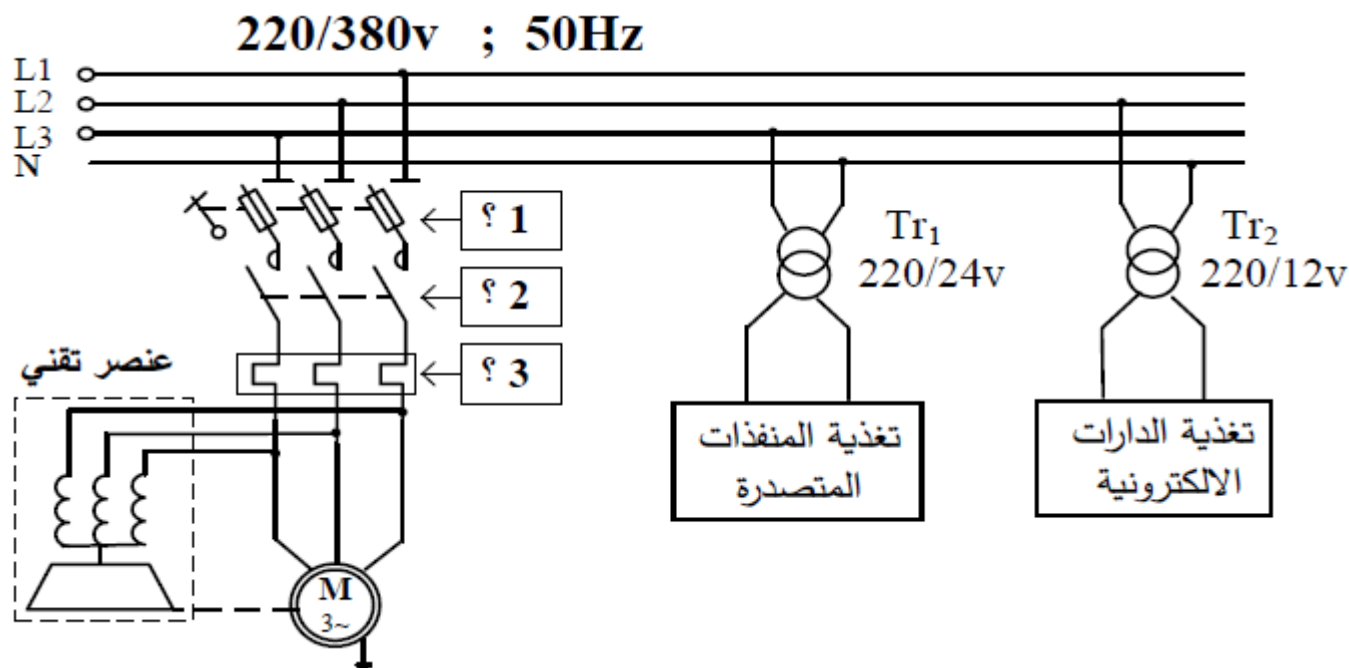 220/380v ; 50Hz
L1
L2
L3
N
1 ؟
2 ؟
3 ؟
Tr₁
220/24v
Tr₂
220/12v
عنصر تقني
تغذية المنفذات
المتصدرة
تغذية الدارات
الالكترونية
M
3~